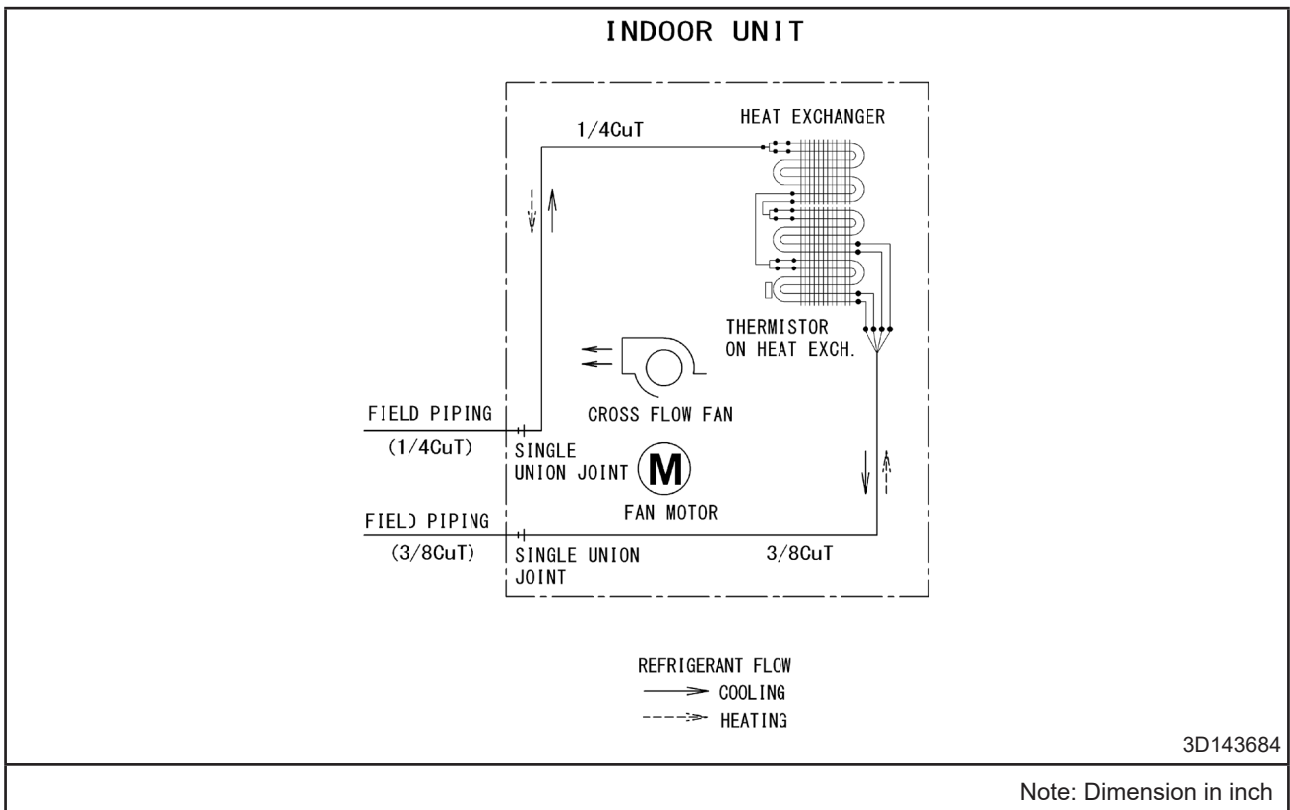 INDOOR UNIT
HEAT EXCHANGER
1/4CuT
THERMISTOR
ON HEAT EXCH.
CROSS FLOW FAN
FIELD PIPING
(1/4CuT)
SINGLE
UNION JOINT
M
FAN MOTOR
FIELD PIPING
(3/8CuT)
SINGLE UNION
JOINT
3/8CuT
REFRIGERANT FLOW
COOLING
HEATING
3D143684
Note: Dimension in inch